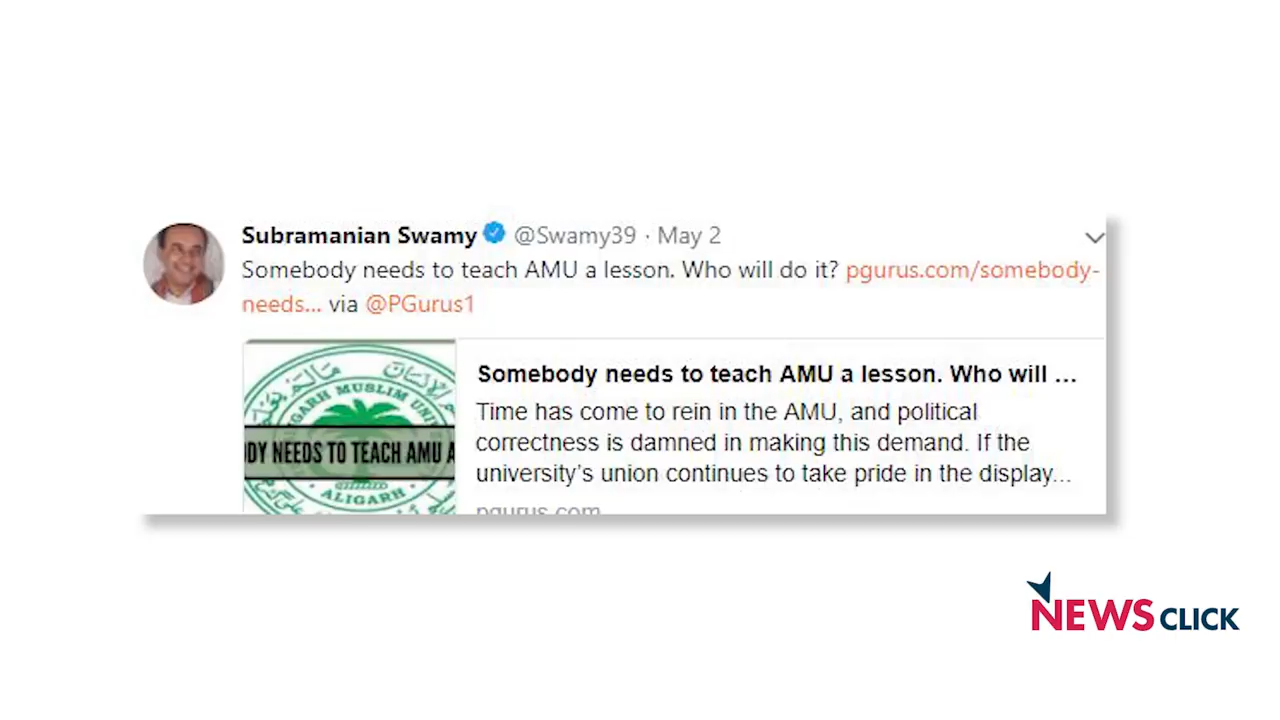 Subramanian Swamy @Swamy39 · May 2
Somebody needs to teach AMU a lesson. Who will do it? pgurus.com/somebody-
needs... via @PGurus1
Somebody needs to teach AMU a lesson. Who will ...
Time has come to rein in the AMU, and political
correctness is damned in making this demand. If the
university's union continues to take pride in the display...
pgurus.com
DY NEEDS TO TEACH AMU A
ALIGARH
NEWSCLICK